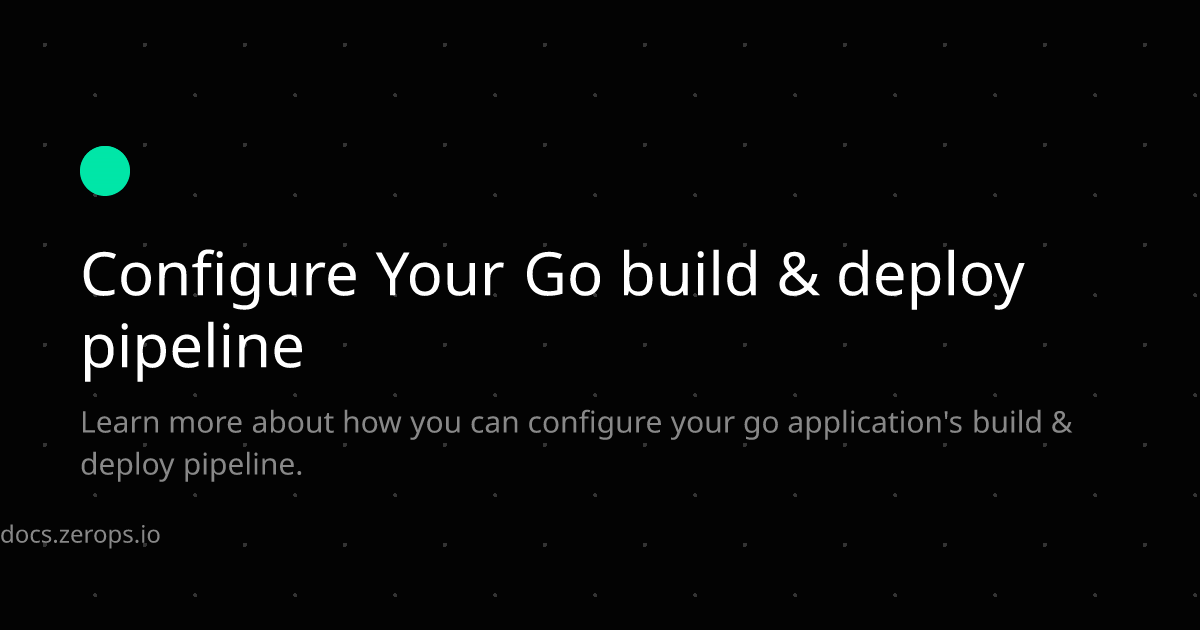 Configure Your Go build & deploy
pipeline
Learn more about how you can configure your go application's build &
deploy pipeline.
docs.zerops.io